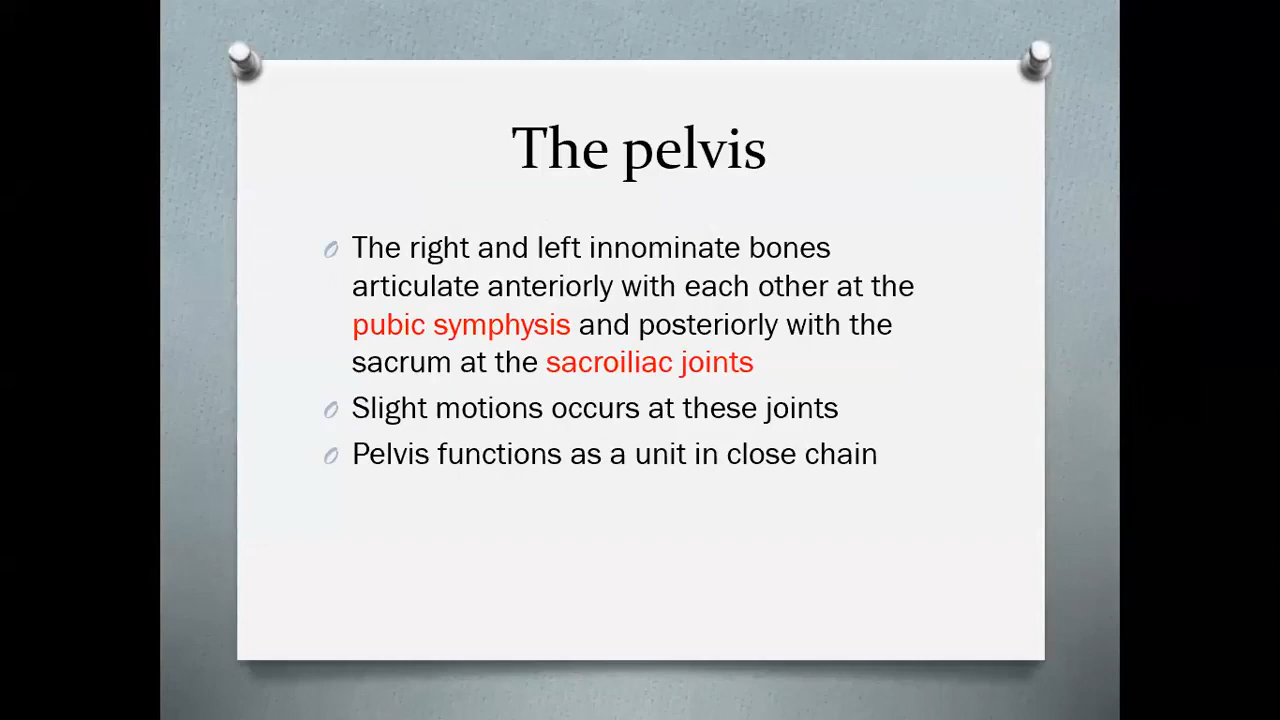 The pelvis
The right and left innominate bones
articulate anteriorly with each other at the
pubic symphysis and posteriorly with the
sacrum at the sacroiliac joints
Slight motions occurs at these joints
Pelvis functions as a unit in close chain